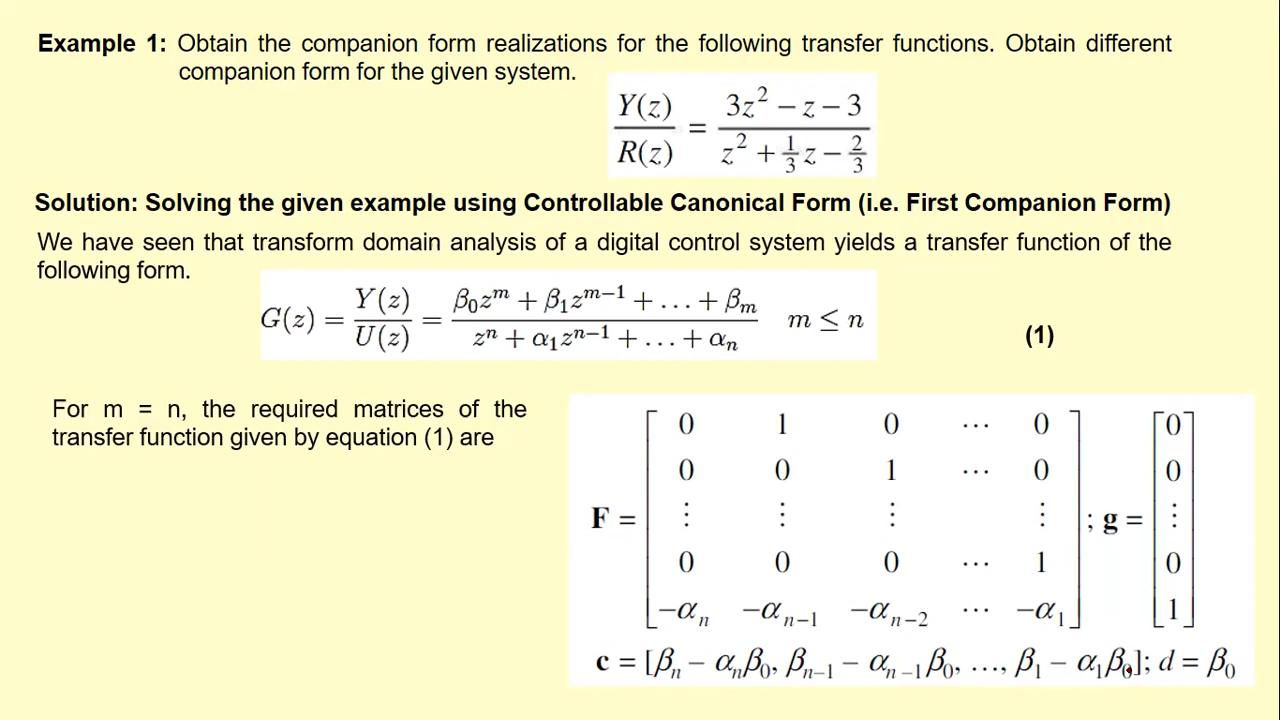 Example 1: Obtain the companion form realizations for the following transfer functions. Obtain different
companion form for the given system.
Y(z)/R(z) = (3z² − z − 3)/(z² + 1/3 z − 2/3)
Solution: Solving the given example using Controllable Canonical Form (i.e. First Companion Form)
We have seen that transform domain analysis of a digital control system yields a transfer function of the
following form.
G(z) = Y(z)/U(z) = (β₀zᵐ + β₁zᵐ⁻¹ + … + βₘ)/(zⁿ + α₁zⁿ⁻¹ + … + αₙ) m ≤ n (1)
For m = n, the required matrices of the
transfer function given by equation (1) are
F = [0 1 0 ⋯ 0
0 0 1 ⋯ 0
⋮ ⋮ ⋮ ⋮
0 0 0 ⋯ 1
−αₙ −αₙ₋₁ −αₙ₋₂ ⋯ −α₁] ; g = [0
0
⋮
0
1]
c = [βₙ − αₙβ₀, βₙ₋₁ − αₙ₋₁β₀, …, β₁ − α₁β₀]; d = β₀